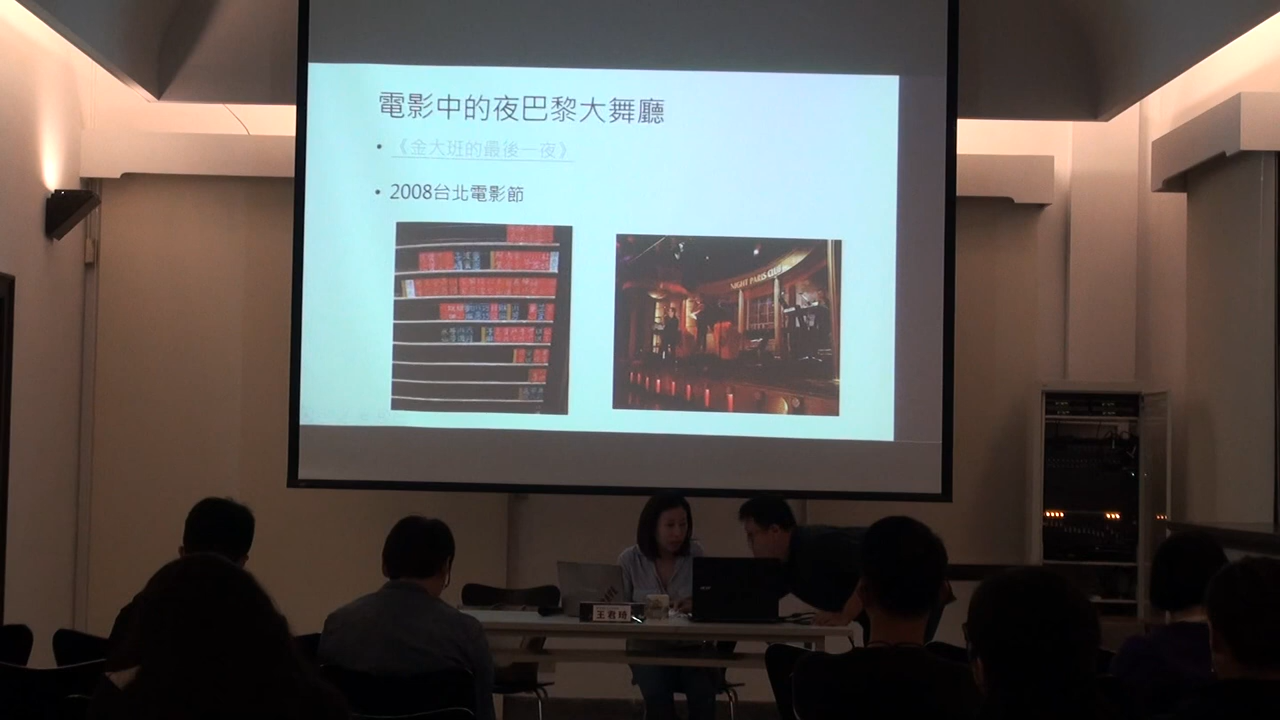 電影中的夜巴黎大舞廳
• 《金大班的最後一夜》
• 2008台北電影節
NIGHT PARIS CLUB
王君琦
acer